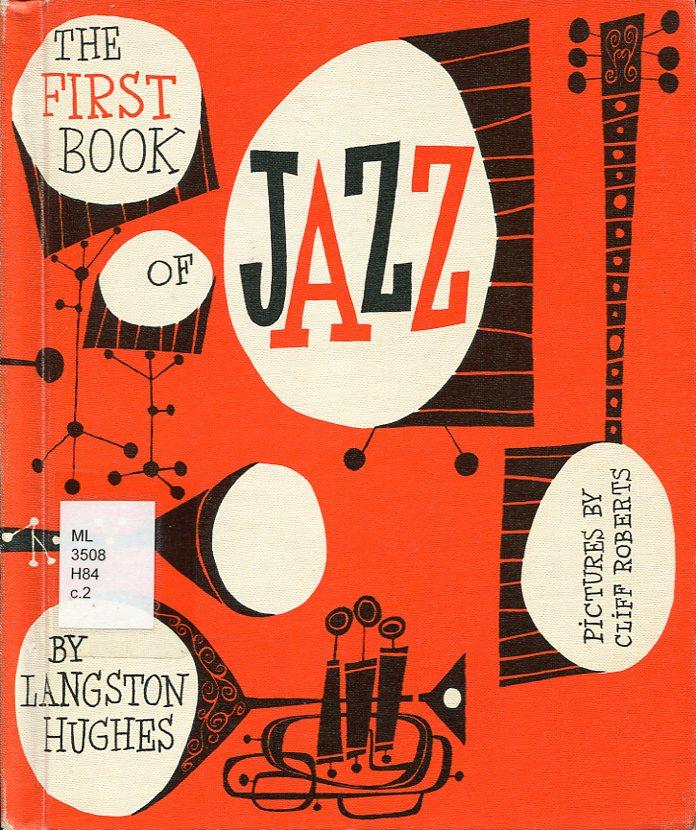 THE
FIRST
BOOK
OF
JAZZ
PICTURES BY
CLIFF ROBERTS
ML
3508
H84
c.2
BY
LANGSTON
HUGHES